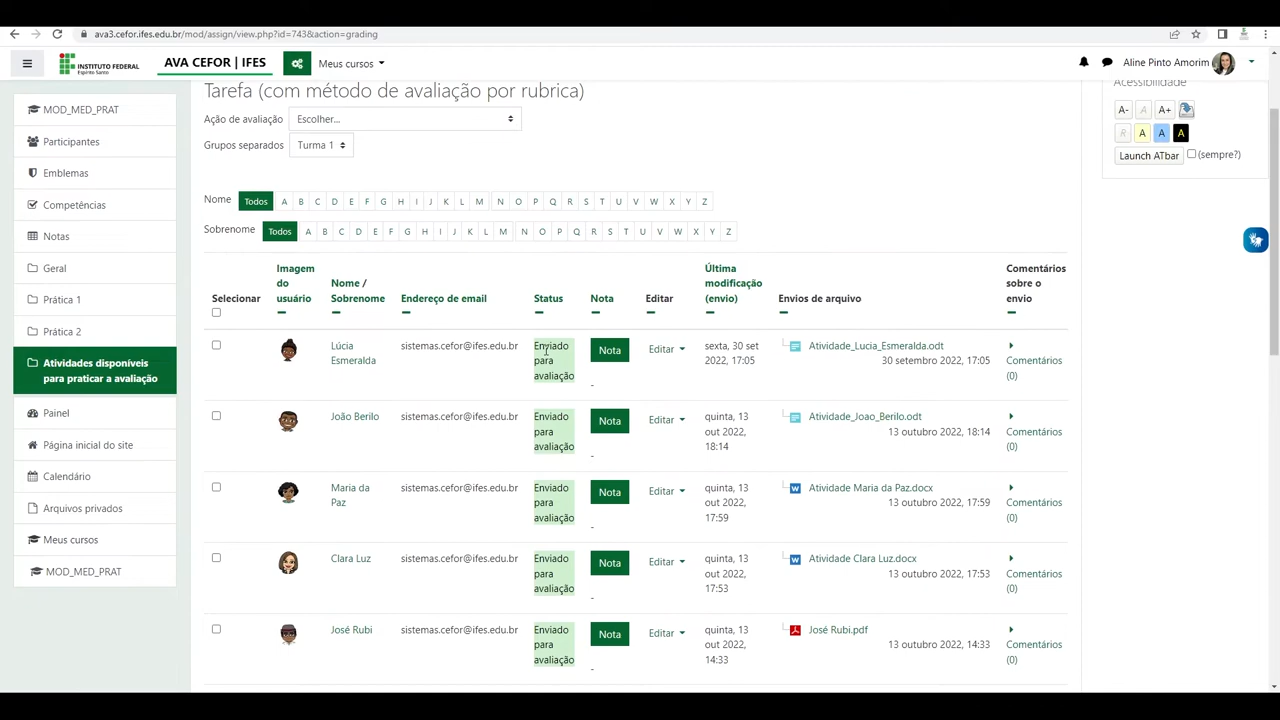 ava3.cefor.ifes.edu.br/mod/assign/view.php?id=743&action=grading
INSTITUTO FEDERAL
Espírito Santo
AVA CEFOR | IFES
Meus cursos
Aline Pinto Amorim
MOD_MED_PRAT
Participantes
Emblemas
Competências
Notas
Geral
Prática 1
Prática 2
Atividades disponíveis
para praticar a avaliação
Painel
Página inicial do site
Calendário
Arquivos privados
Meus cursos
MOD_MED_PRAT
Tarefa (com método de avaliação por rubrica)
Ação de avaliação Escolher...
Grupos separados Turma 1
Nome Todos A B C D E F G H I J K L M N O P Q R S T U V W X Y Z
Sobrenome Todos A B C D E F G H I J K L M N O P Q R S T U V W X Y Z
Selecionar
Imagem
do
usuário
Nome /
Sobrenome
Endereço de email
Status
Nota
Editar
Última
modificação
(envio)
Envios de arquivo
Comentários
sobre o
envio
Lúcia
Esmeralda
sistemas.cefor@ifes.edu.br
Enviado
para
avaliação
Nota
-
Editar
sexta, 30 set
2022, 17:05
Atividade_Lucia_Esmeralda.odt
30 setembro 2022, 17:05
Comentários
(0)
João Berilo
sistemas.cefor@ifes.edu.br
Enviado
para
avaliação
Nota
-
Editar
quinta, 13
out 2022,
18:14
Atividade_Joao_Berilo.odt
13 outubro 2022, 18:14
Comentários
(0)
Maria da
Paz
sistemas.cefor@ifes.edu.br
Enviado
para
avaliação
Nota
-
Editar
quinta, 13
out 2022,
17:59
Atividade Maria da Paz.docx
13 outubro 2022, 17:59
Comentários
(0)
Clara Luz
sistemas.cefor@ifes.edu.br
Enviado
para
avaliação
Nota
-
Editar
quinta, 13
out 2022,
17:53
Atividade Clara Luz.docx
13 outubro 2022, 17:53
Comentários
(0)
José Rubi
sistemas.cefor@ifes.edu.br
Enviado
para
avaliação
Nota
-
Editar
quinta, 13
out 2022,
14:33
José Rubi.pdf
13 outubro 2022, 14:33
Comentários
(0)
Acessibilidade
A- A A+
R A A A
Launch ATbar (sempre?)